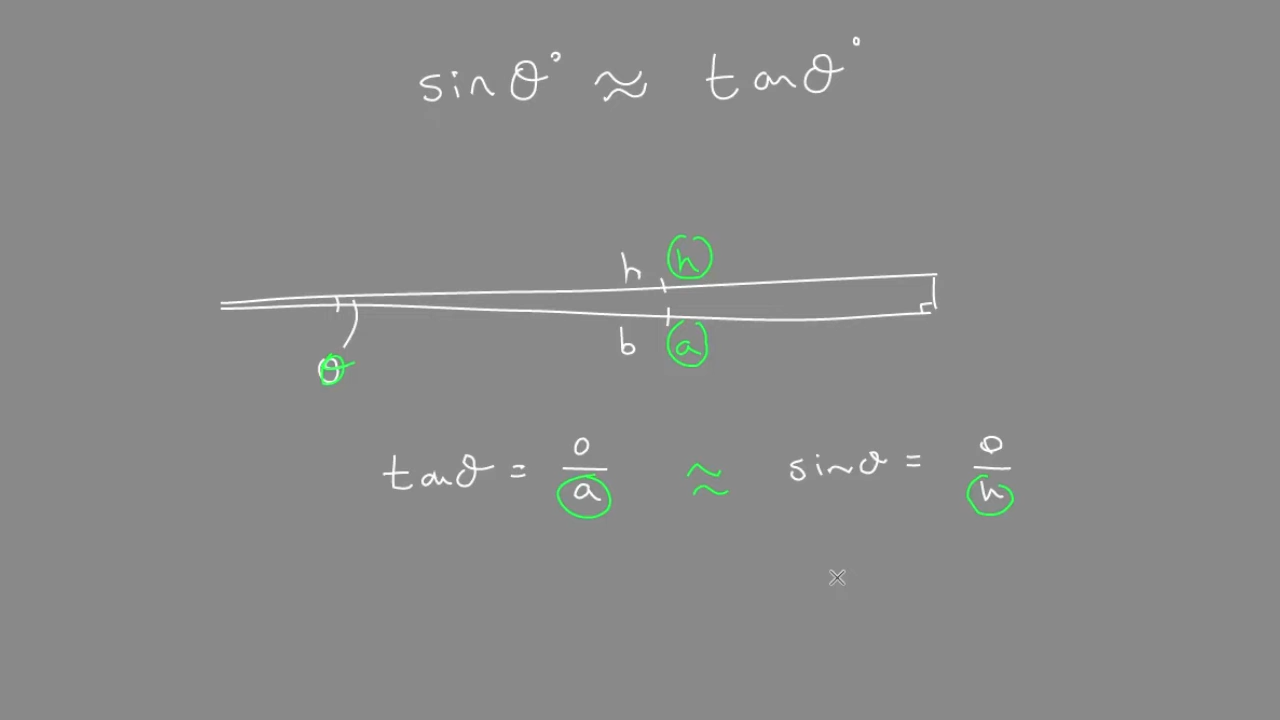 sinθ° ≈ tanθ°
h (h)
b (a)
θ
tanθ = o/a ≈ sinθ = o/h